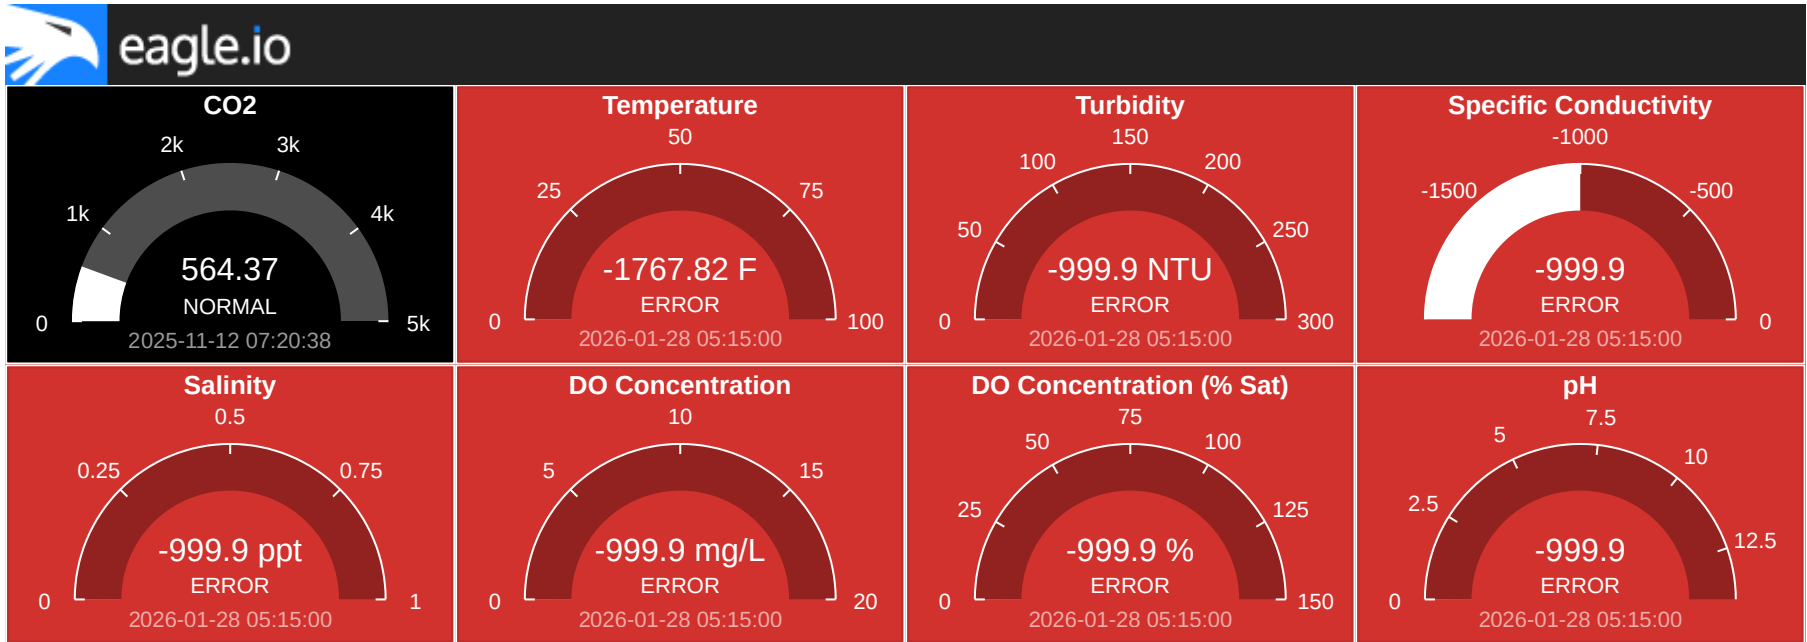 eagle.io
CO2
2k
3k
1k
4k
564.37
NORMAL
0
5k
2025-11-12 07:20:38
Temperature
50
25
75
-1767.82 F
ERROR
0
100
2026-01-28 05:15:00
Turbidity
150
100
200
50
250
-999.9 NTU
ERROR
0
300
2026-01-28 05:15:00
Specific Conductivity
-1000
-1500
-500
-999.9
ERROR
0
2026-01-28 05:15:00
Salinity
0.5
0.25
0.75
-999.9 ppt
ERROR
0
1
2026-01-28 05:15:00
DO Concentration
10
5
15
-999.9 mg/L
ERROR
0
20
2026-01-28 05:15:00
DO Concentration (% Sat)
75
50
100
25
125
-999.9 %
ERROR
0
150
2026-01-28 05:15:00
pH
7.5
5
10
2.5
12.5
-999.9
ERROR
0
2026-01-28 05:15:00